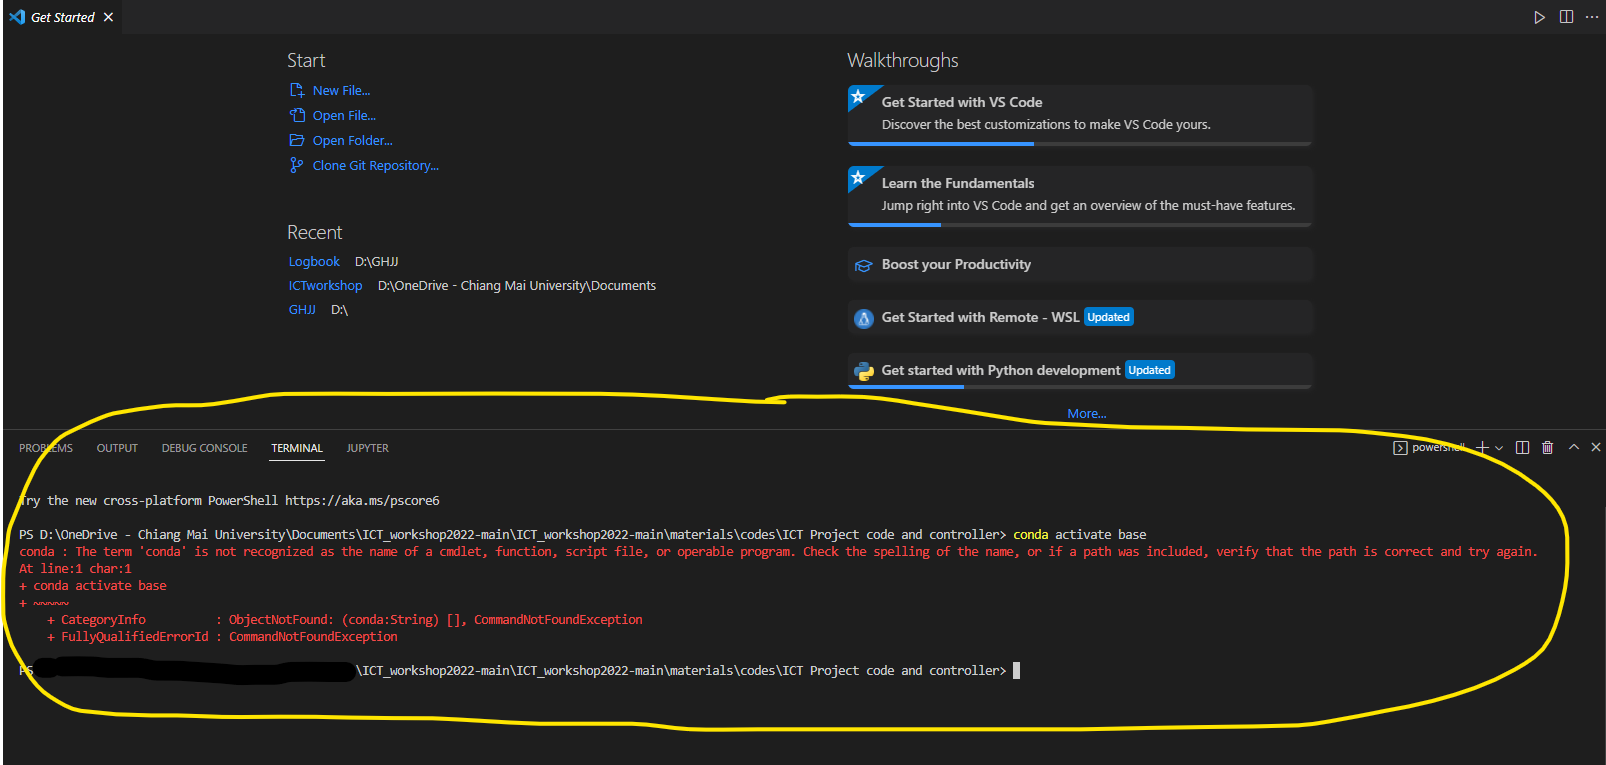 Get Started
Start
New File...
Open File...
Open Folder...
Clone Git Repository...
Recent
Logbook D:\GHJJ
ICTworkshop D:\OneDrive - Chiang Mai University\Documents
GHJJ D:\
Walkthroughs
Get Started with VS Code
Discover the best customizations to make VS Code yours.
Learn the Fundamentals
Jump right into VS Code and get an overview of the must-have features.
Boost your Productivity
Get Started with Remote - WSL Updated
Get started with Python development Updated
More...
PROBLEMS OUTPUT DEBUG CONSOLE TERMINAL JUPYTER powershell
Try the new cross-platform PowerShell https://aka.ms/pscore6
PS D:\OneDrive - Chiang Mai University\Documents\ICT_workshop2022-main\ICT_workshop2022-main\materials\codes\ICT Project code and controller> conda activate base
conda : The term 'conda' is not recognized as the name of a cmdlet, function, script file, or operable program. Check the spelling of the name, or if a path was included, verify that the path is correct and try again.
At line:1 char:1
+ conda activate base
+ ~~~~~
+ CategoryInfo : ObjectNotFound: (conda:String) [], CommandNotFoundException
+ FullyQualifiedErrorId : CommandNotFoundException
PS \ICT_workshop2022-main\ICT_workshop2022-main\materials\codes\ICT Project code and controller>